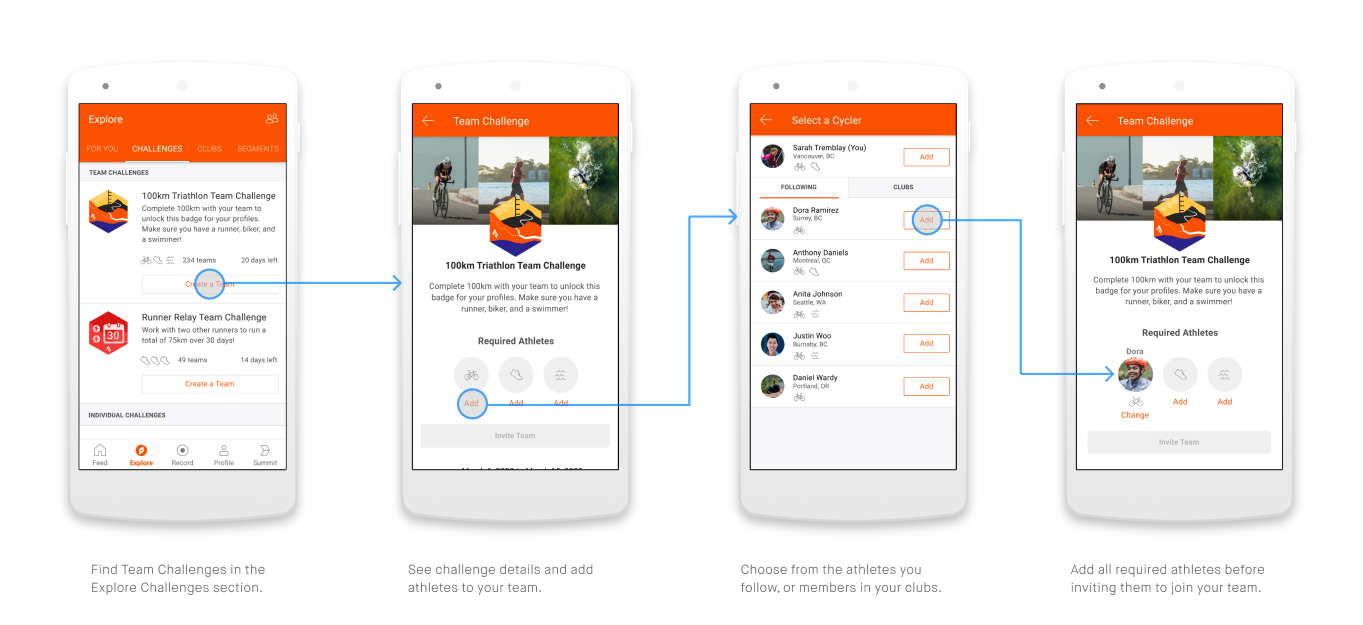 Explore
FOR YOU CHALLENGES CLUBS SEGMENTS
TEAM CHALLENGES
100km Triathlon Team Challenge
Complete 100km with your team to
unlock this badge for your profiles.
Make sure you have a runner, biker, and
a swimmer!
234 teams 20 days left
Create a Team
30
Runner Relay Team Challenge
Work with two other runners to run a
total of 75km over 30 days!
49 teams 14 days left
Create a Team
INDIVIDUAL CHALLENGES
Feed Explore Record Profile Summit
Find Team Challenges in the
Explore Challenges section.
Team Challenge
100km Triathlon Team Challenge
Complete 100km with your team to unlock this
badge for your profiles. Make sure you have a
runner, biker, and a swimmer!
Required Athletes
Add Add Add
Invite Team
See challenge details and add
athletes to your team.
Select a Cycler
Sarah Tremblay (You)
Vancouver, BC
Add
FOLLOWING CLUBS
Dora Ramirez
Surrey, BC
Add
Anthony Daniels
Montreal, QC
Add
Anita Johnson
Seattle, WA
Add
Justin Woo
Burnaby, BC
Add
Daniel Wardy
Portland, OR
Add
Choose from the athletes you
follow, or members in your clubs.
Team Challenge
100km Triathlon Team Challenge
Complete 100km with your team to unlock this
badge for your profiles. Make sure you have a
runner, biker, and a swimmer!
Required Athletes
Dora
Change Add Add
Invite Team
Add all required athletes before
inviting them to join your team.